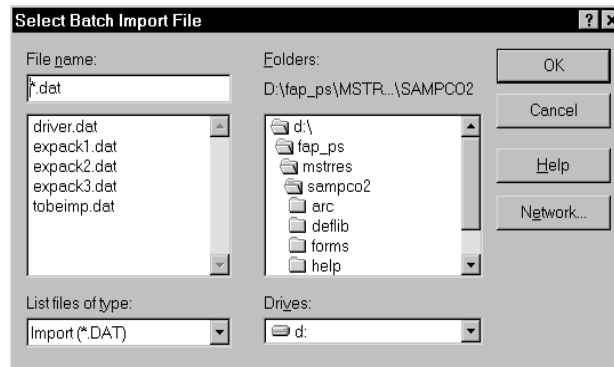 Select Batch Import File
File name:
*.dat
driver.dat
expack1.dat
expack2.dat
expack3.dat
tobeimp.dat
List files of type:
Import (*.DAT)
Folders:
D:\fap_ps\MSTR...\SAMPCO2
d:\
fap_ps
mstrres
sampco2
arc
deflib
forms
help
Drives:
d:
OK
Cancel
Help
Network...